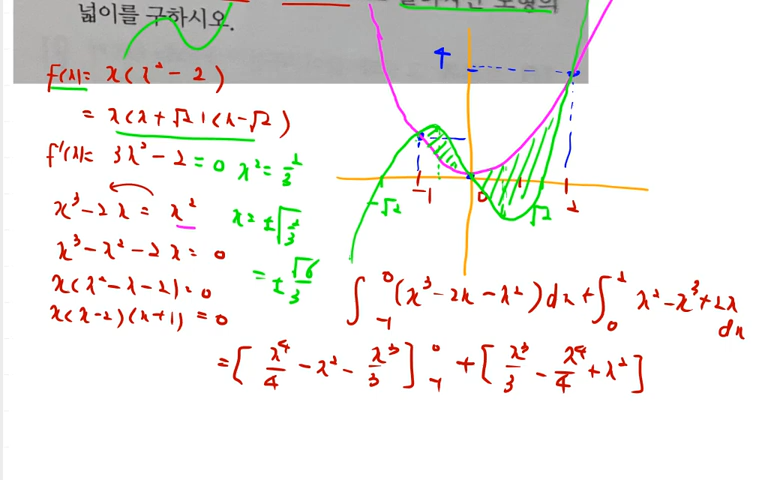 넓이를 구하시오.
f(x) = x(x² - 2)
= x(x + √2)(x - √2)
f'(x) = 3x² - 2 = 0 x² = 2/3
x³ - 2x = x² x = ±√(2/3)
x³ - x² - 2x = 0 = ±√6/3
x(x² - x - 2) = 0
x(x - 2)(x + 1) = 0
4
-√2 -1 0 √2 2
∫₋₁⁰ (x³ - 2x - x²) dx + ∫₀² x² - x³ + 2x dx
= [x⁴/4 - x² - x³/3]₋₁⁰ + [x³/3 - x⁴/4 + x²]